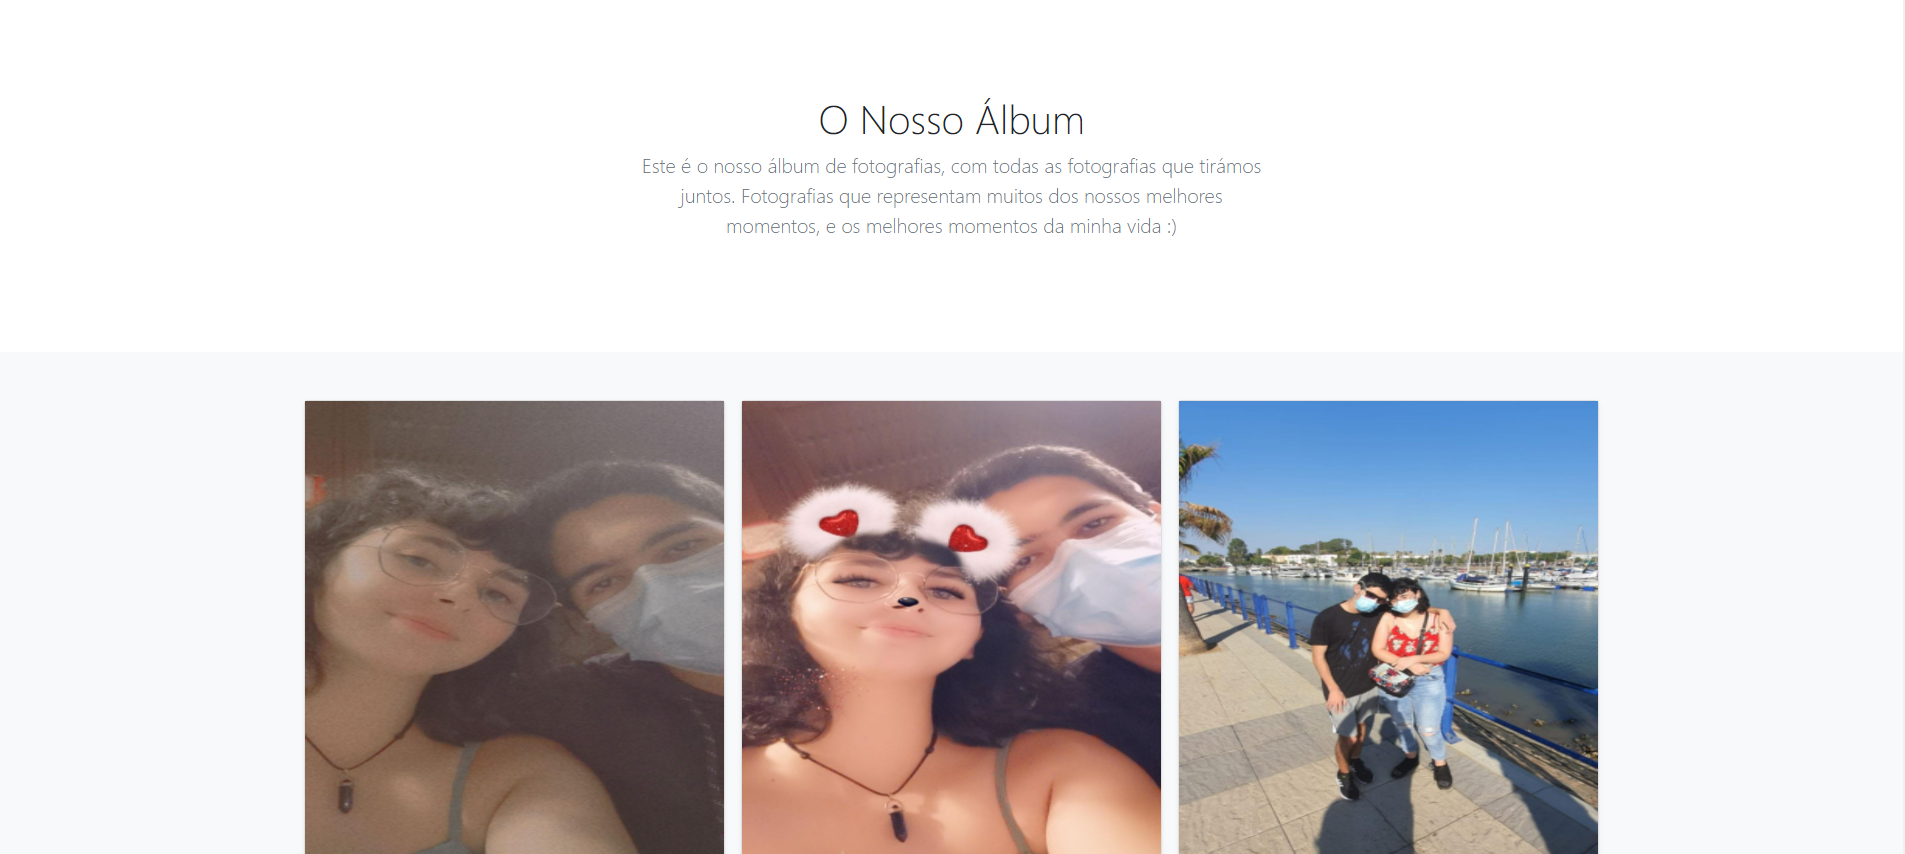 O Nosso Álbum
Este é o nosso álbum de fotografias, com todas as fotografias que tirámos
juntos. Fotografias que representam muitos dos nossos melhores
momentos, e os melhores momentos da minha vida :)